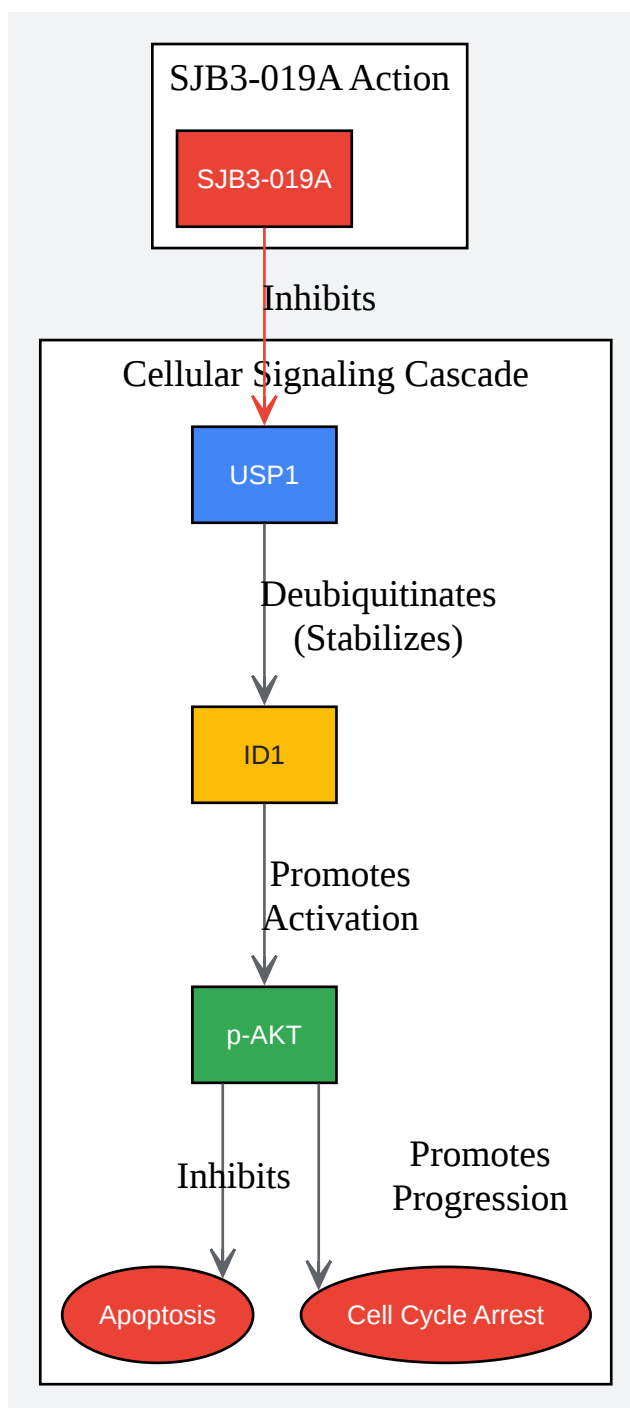 SJB3-019A Action
SJB3-019A
Inhibits
Cellular Signaling Cascade
USP1
Deubiquitinates
(Stabilizes)
ID1
Promotes
Activation
p-AKT
Inhibits
Promotes
Progression
Apoptosis
Cell Cycle Arrest